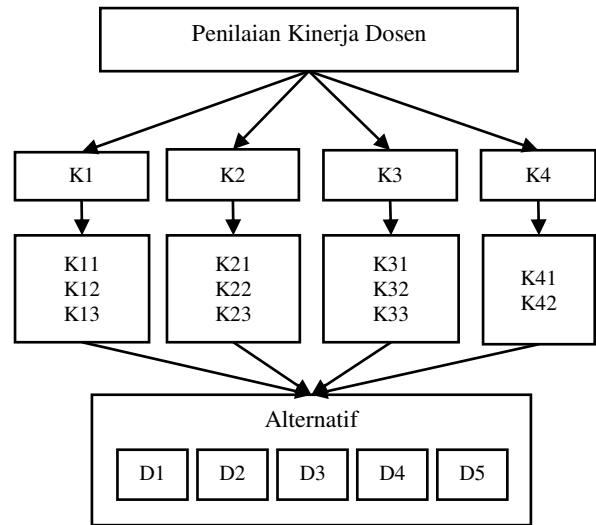 Penilaian Kinerja Dosen
K1 K2 K3 K4
K11
K12
K13
K21
K22
K23
K31
K32
K33
K41
K42
Alternatif
D1 D2 D3 D4 D5